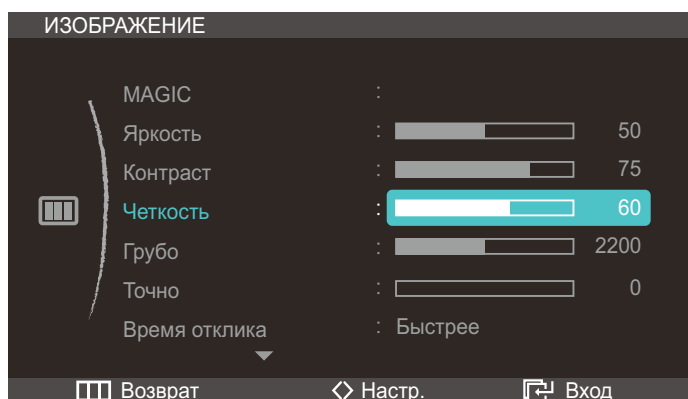 ИЗОБРАЖЕНИЕ
MAGIC :
Яркость : 50
Контраст : 75
Четкость : 60
Грубо : 2200
Точно : 0
Время отклика : Быстрее
Возврат Настр. Вход